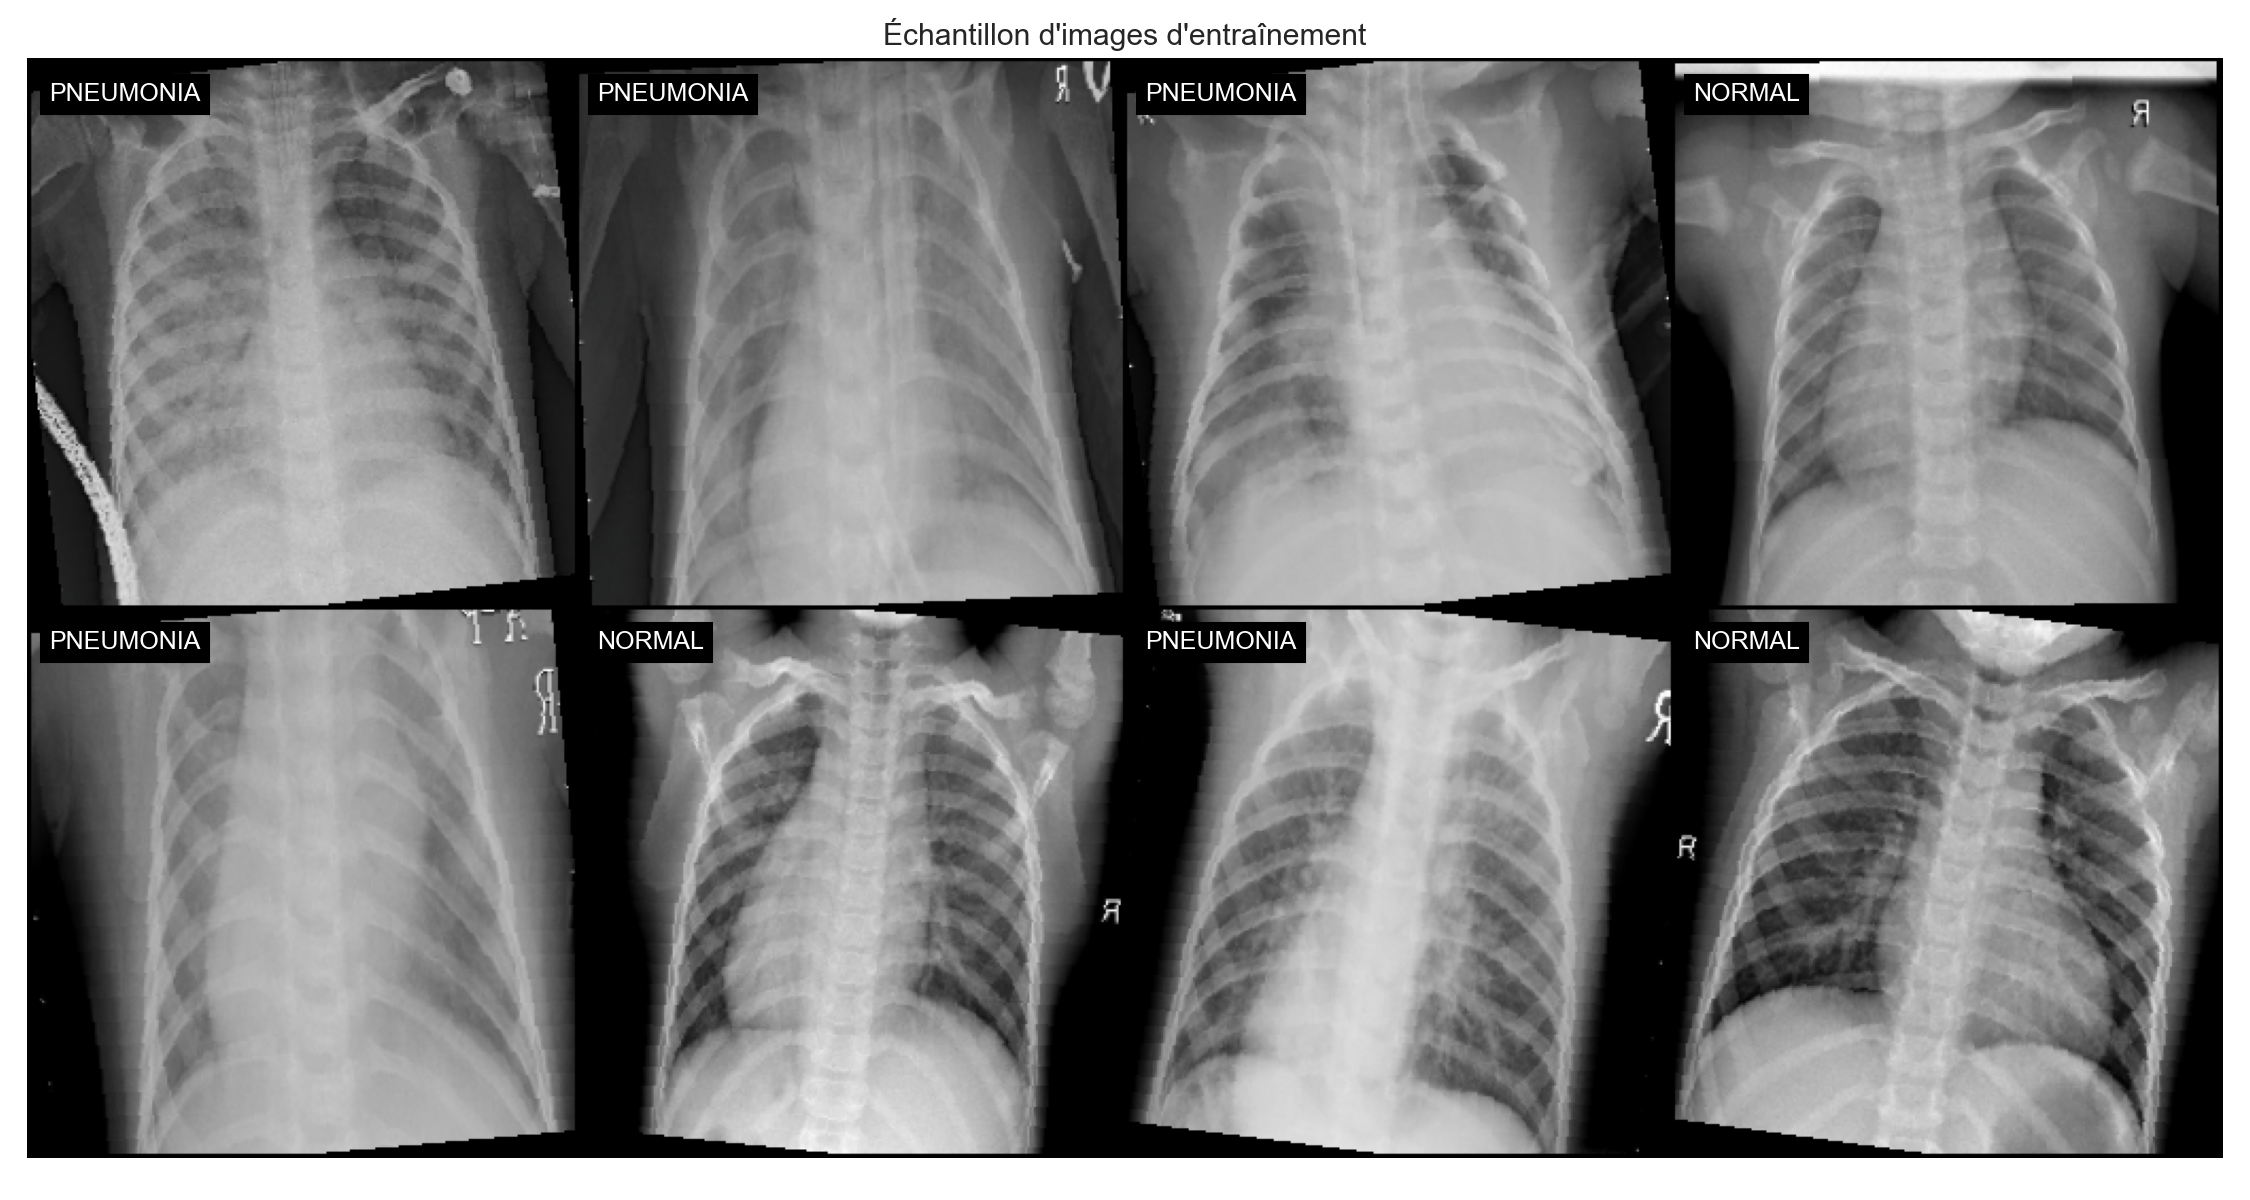 Échantillon d'images d'entraînement
PNEUMONIA
PNEUMONIA
PNEUMONIA
NORMAL
Я
Я
PNEUMONIA
NORMAL
PNEUMONIA
NORMAL
Я
Я
Я
R